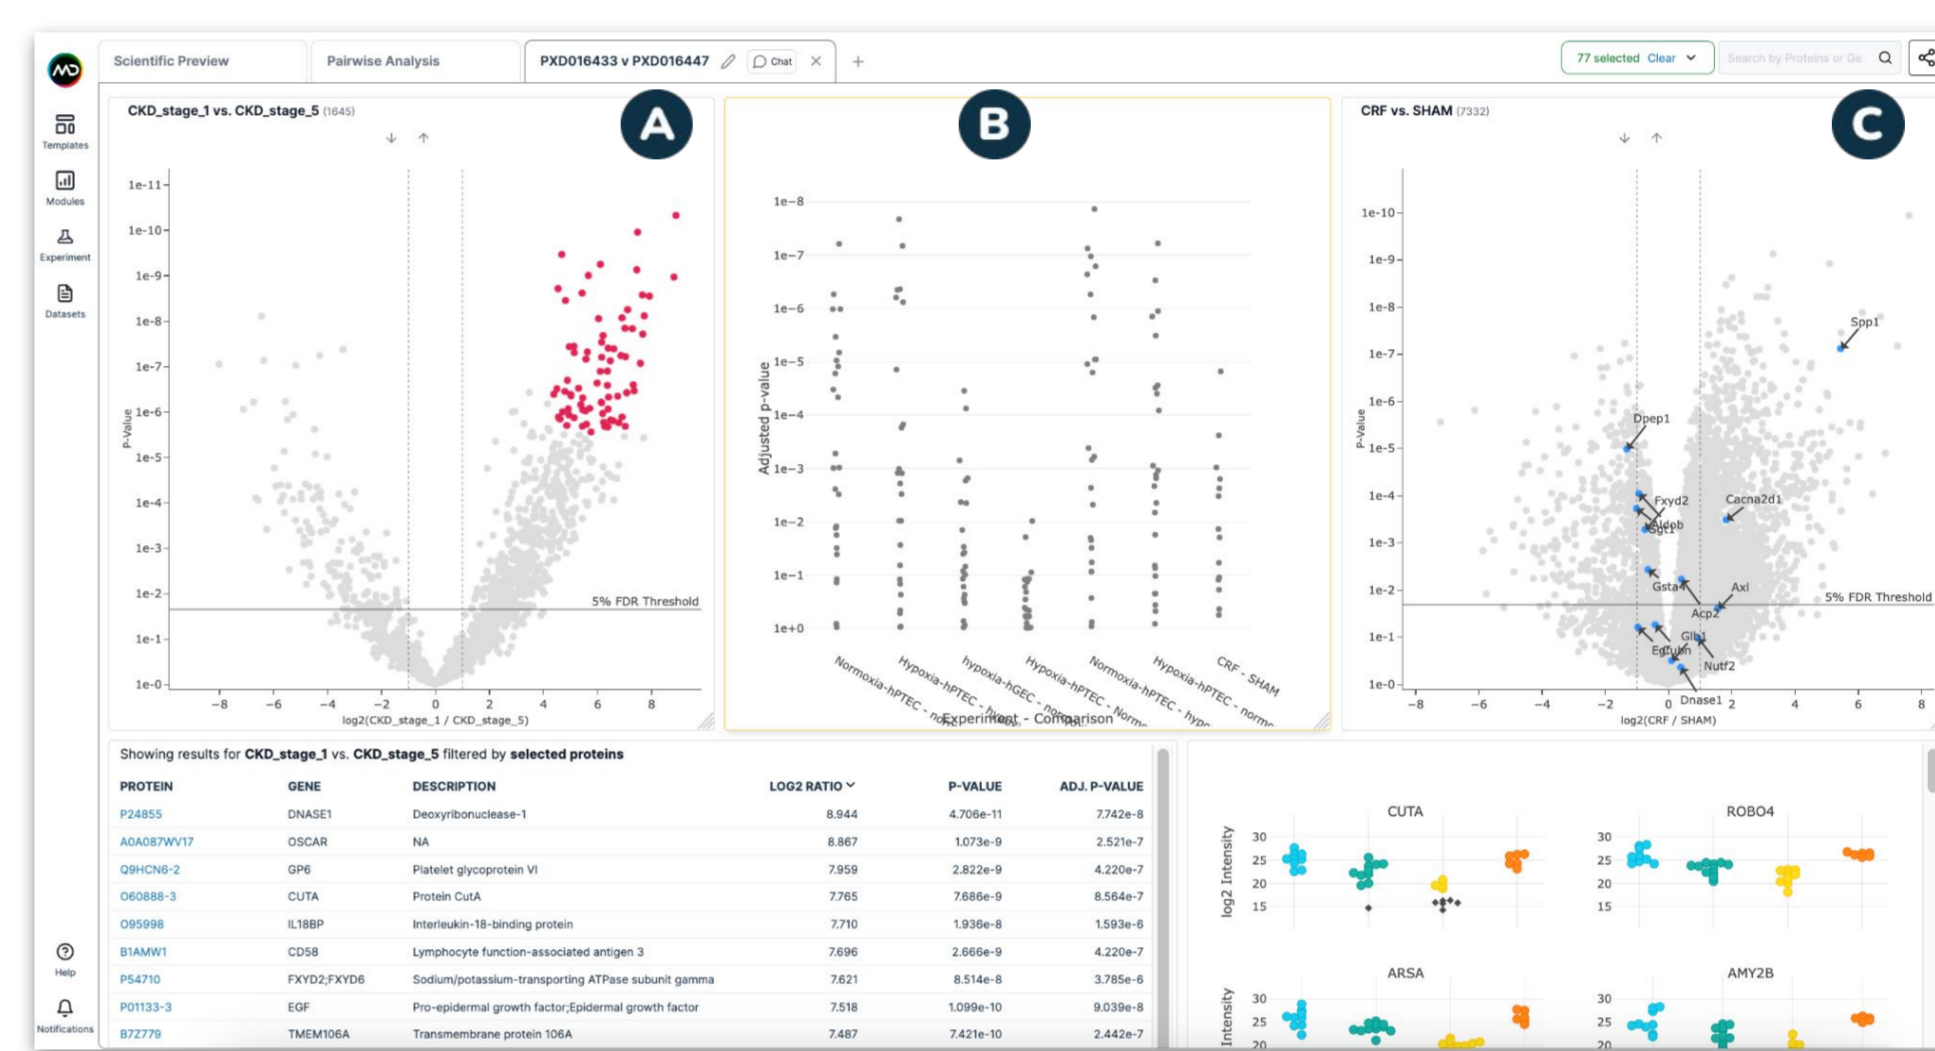 Scientific Preview
Pairwise Analysis
PXD016433 v PXD016447
Chat
77 selected Clear
Search by Proteins or Ge
Templates
Modules
Experiment
Datasets
Help
Notifications
CKD_stage_1 vs. CKD_stage_5 (1645)
A
1e-11
1e-10
1e-9
1e-8
1e-7
1e-6
1e-5
1e-4
1e-3
1e-2
1e-1
1e-0
P-Value
5% FDR Threshold
−8 −6 −4 −2 0 2 4 6 8
log2(CKD_stage_1 / CKD_stage_5)
B
1e−8
1e−7
1e−6
1e−5
1e−4
1e−3
1e−2
1e−1
1e+0
Adjusted p-value
Normoxia-hPTEC - norm
Hypoxia-hPTEC - hypo
hypoxia-hGEC - norm
Hypoxia-hPTEC - Normo
Normoxia-hPTEC - hypo
Hypoxia-hPTEC - normo
CRF - SHAM
Experiment - Comparison
CRF vs. SHAM (7332)
C
1e-10
1e-9
1e-8
1e-7
1e-6
1e-5
1e-4
1e-3
1e-2
1e-1
1e-0
P-Value
Spp1
Dpep1
Fxyd2
Cacna2d1
Aldob
Ggt1
Gsta4
Axl
5% FDR Threshold
Acp2
Glb1
Cubn
Nutf2
Dnase1
−8 −6 −4 −2 0 2 4 6 8
log2(CRF / SHAM)
Showing results for CKD_stage_1 vs. CKD_stage_5 filtered by selected proteins
PROTEIN GENE DESCRIPTION LOG2 RATIO P-VALUE ADJ. P-VALUE
P24855 DNASE1 Deoxyribonuclease-1 8.944 4.706e-11 7.742e-8
A0A087WV17 OSCAR NA 8.867 1.073e-9 2.521e-7
Q9HCN6-2 GP6 Platelet glycoprotein VI 7.959 2.822e-9 4.220e-7
O60888-3 CUTA Protein CutA 7.765 7.686e-9 8.564e-7
O95998 IL18BP Interleukin-18-binding protein 7.710 1.936e-8 1.593e-6
B1AMW1 CD58 Lymphocyte function-associated antigen 3 7.696 2.666e-9 4.220e-7
P54710 FXYD2;FXYD6 Sodium/potassium-transporting ATPase subunit gamma 7.621 8.514e-8 3.785e-6
P01133-3 EGF Pro-epidermal growth factor;Epidermal growth factor 7.518 1.099e-10 9.039e-8
B7Z779 TMEM106A Transmembrane protein 106A 7.487 7.421e-10 2.442e-7
CUTA
30
25
20
15
log2 Intensity
ROBO4
30
25
20
15
ARSA
30
25
20
Intensity
AMY2B
30
25
20